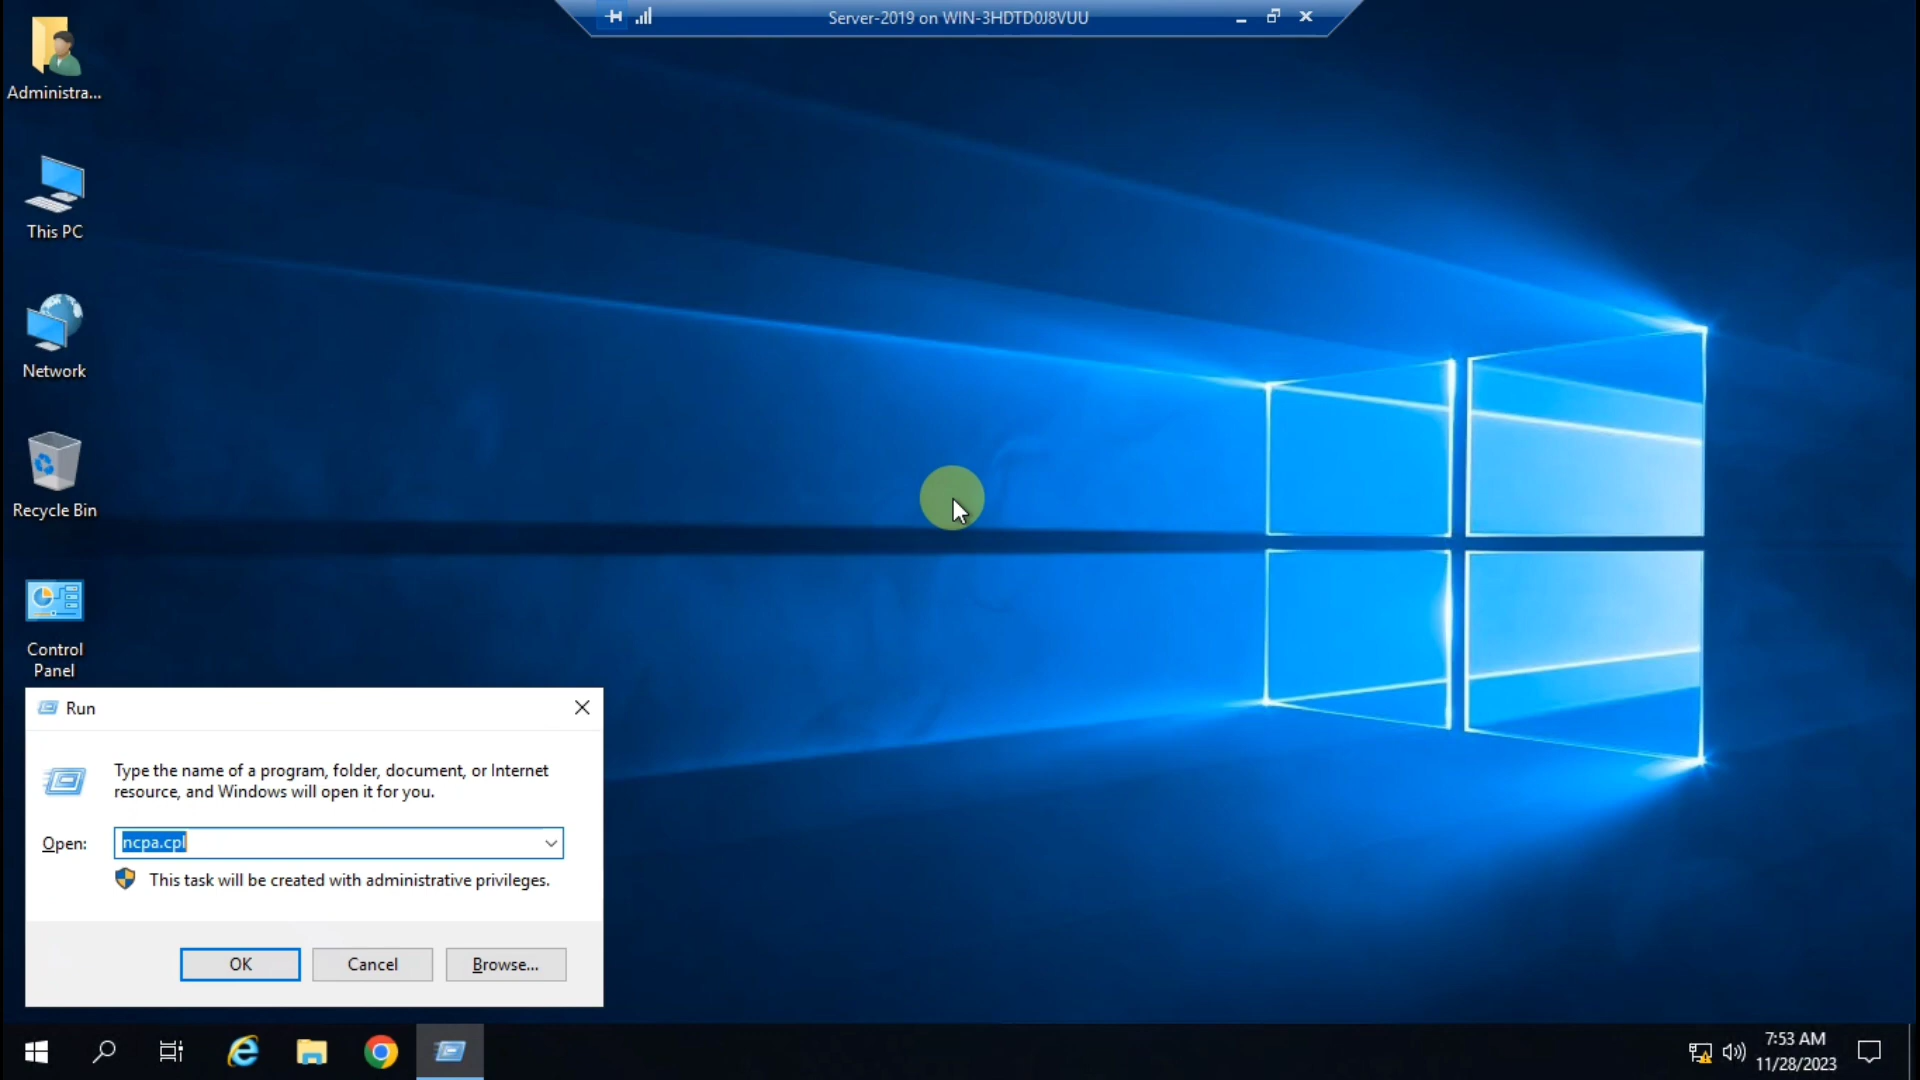 Server-2019 on WIN-3HDTD0J8VUU
Administra...
This PC
Network
Recycle Bin
Control
Panel
Run
Type the name of a program, folder, document, or Internet
resource, and Windows will open it for you.
Open:
ncpa.cpl
This task will be created with administrative privileges.
OK
Cancel
Browse...
7:53 AM
11/28/2023